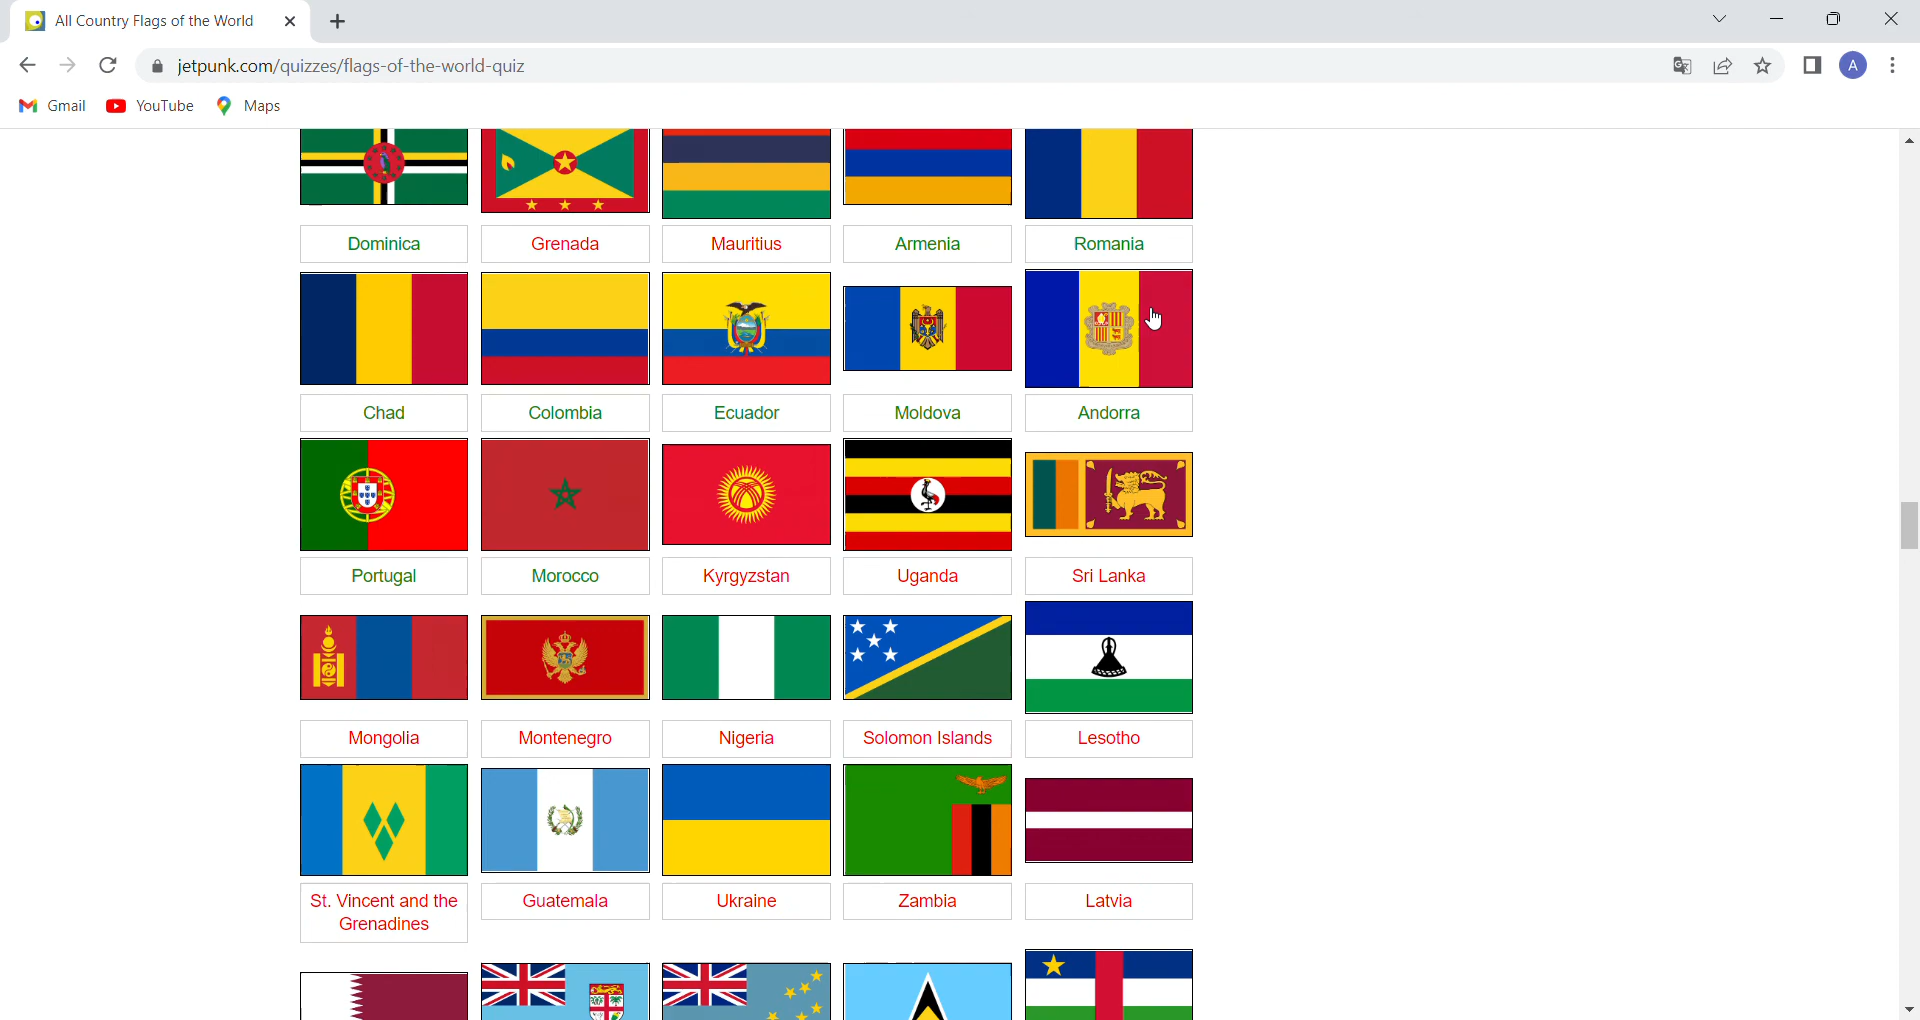 All Country Flags of the World
jetpunk.com/quizzes/flags-of-the-world-quiz
A
Gmail YouTube Maps
Dominica Grenada Mauritius Armenia Romania
Chad Colombia Ecuador Moldova Andorra
Portugal Morocco Kyrgyzstan Uganda Sri Lanka
Mongolia Montenegro Nigeria Solomon Islands Lesotho
St. Vincent and the Guatemala Ukraine Zambia Latvia
Grenadines